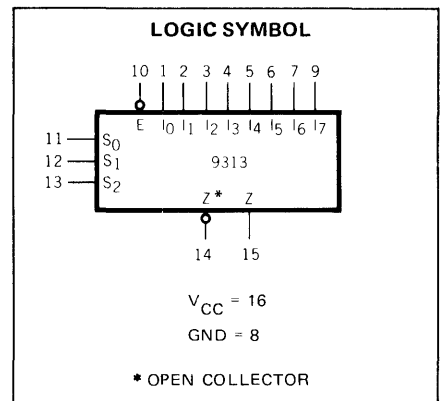 LOGIC SYMBOL
10 1 2 3 4 5 6 7 9
E I0 I1 I2 I3 I4 I5 I6 I7
11 S0
12 S1
13 S2
9313
Z* Z
14 15
VCC = 16
GND = 8
* OPEN COLLECTOR